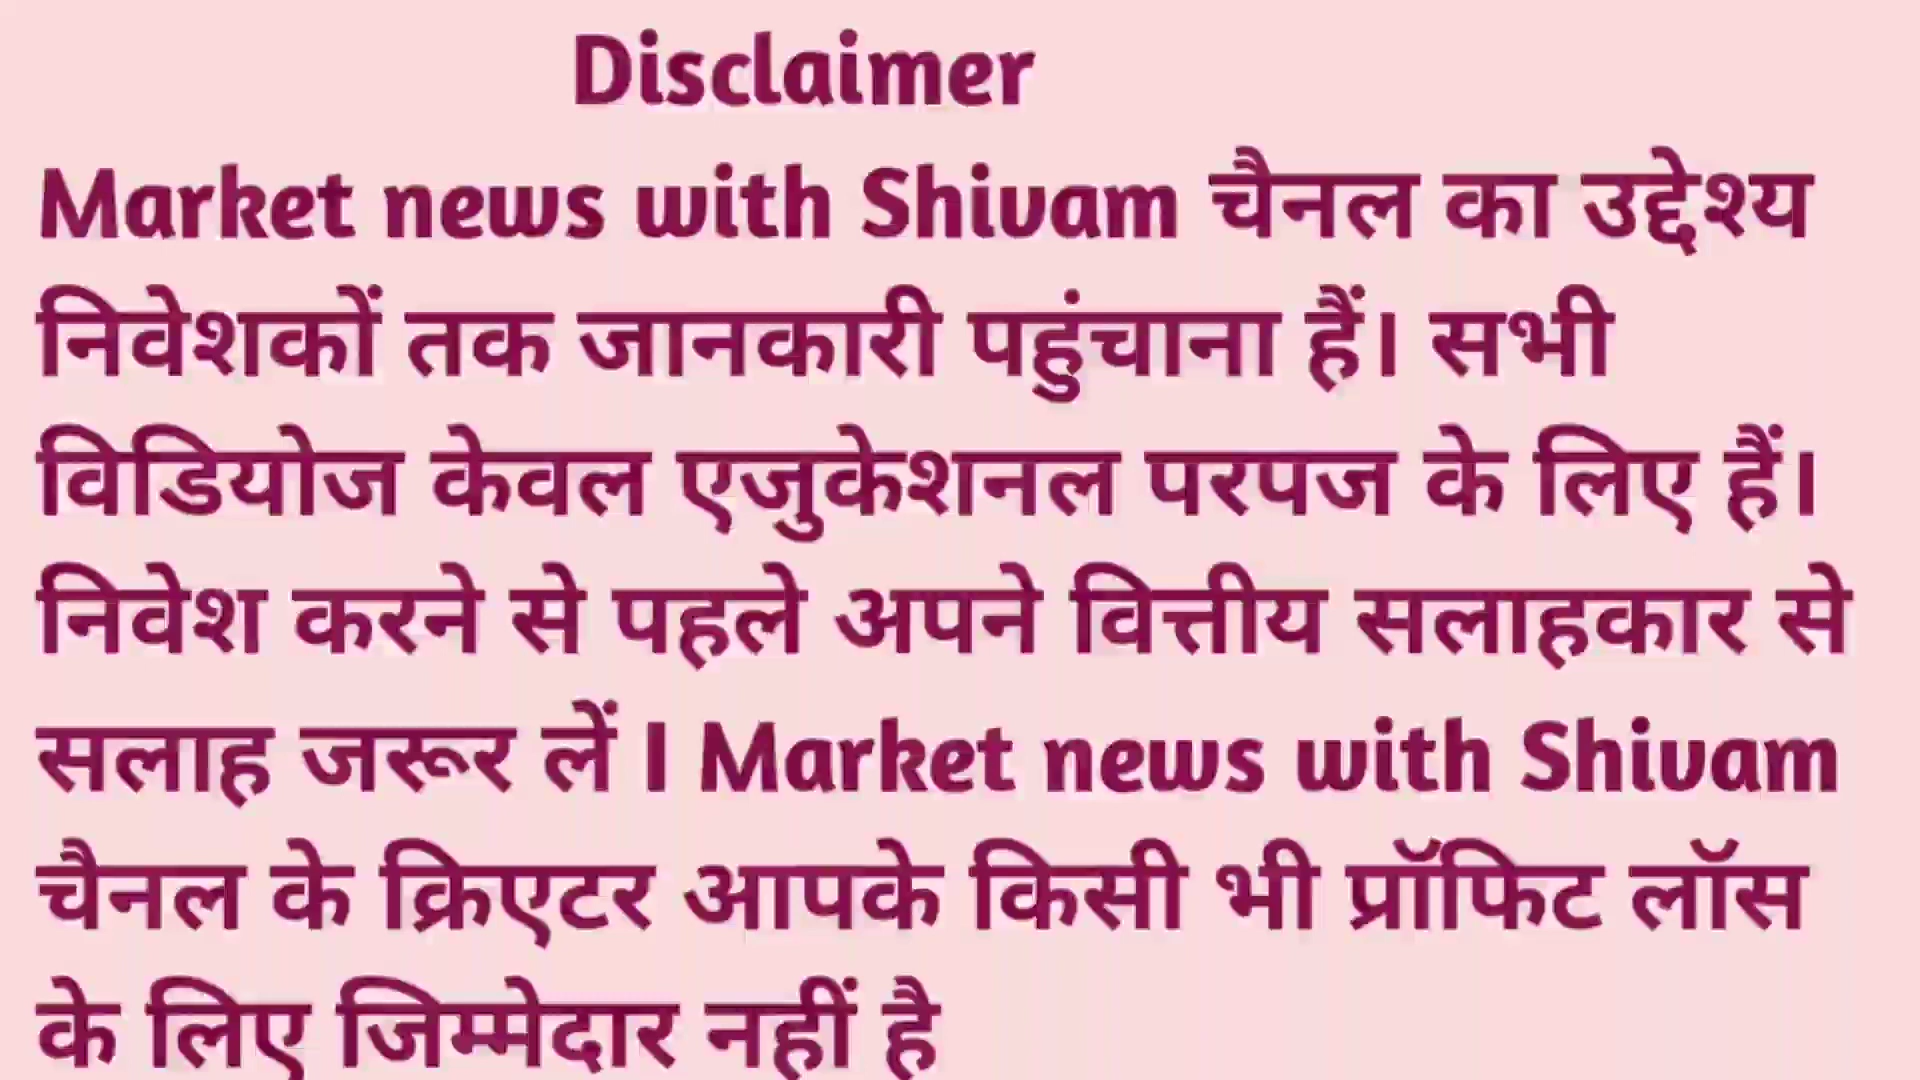 Disclaimer
Market news with Shivam चैनल का उद्देश्य
निवेशकों तक जानकारी पहुंचाना हैं। सभी
विडियोज केवल एजुकेशनल परपज के लिए हैं।
निवेश करने से पहले अपने वित्तीय सलाहकार से
सलाह जरूर लें I Market news with Shivam
चैनल के क्रिएटर आपके किसी भी प्रॉफिट लॉस
के लिए जिम्मेदार नहीं है